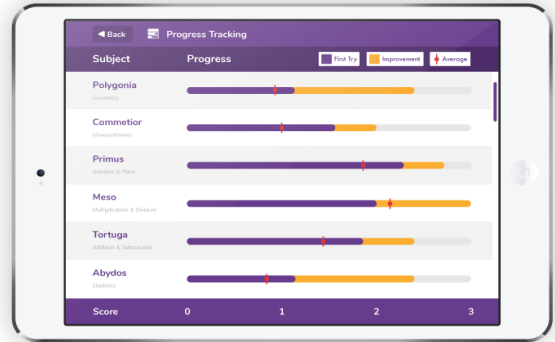 Back
Progress Tracking
Subject
Progress
First Try
Improvement
Average
Polygonia
Geometry
Commetior
Measurements
Primus
Number & Place
Meso
Multiplication & Division
Tortuga
Addition & Subtraction
Abydos
Statistics
Score
0
1
2
3